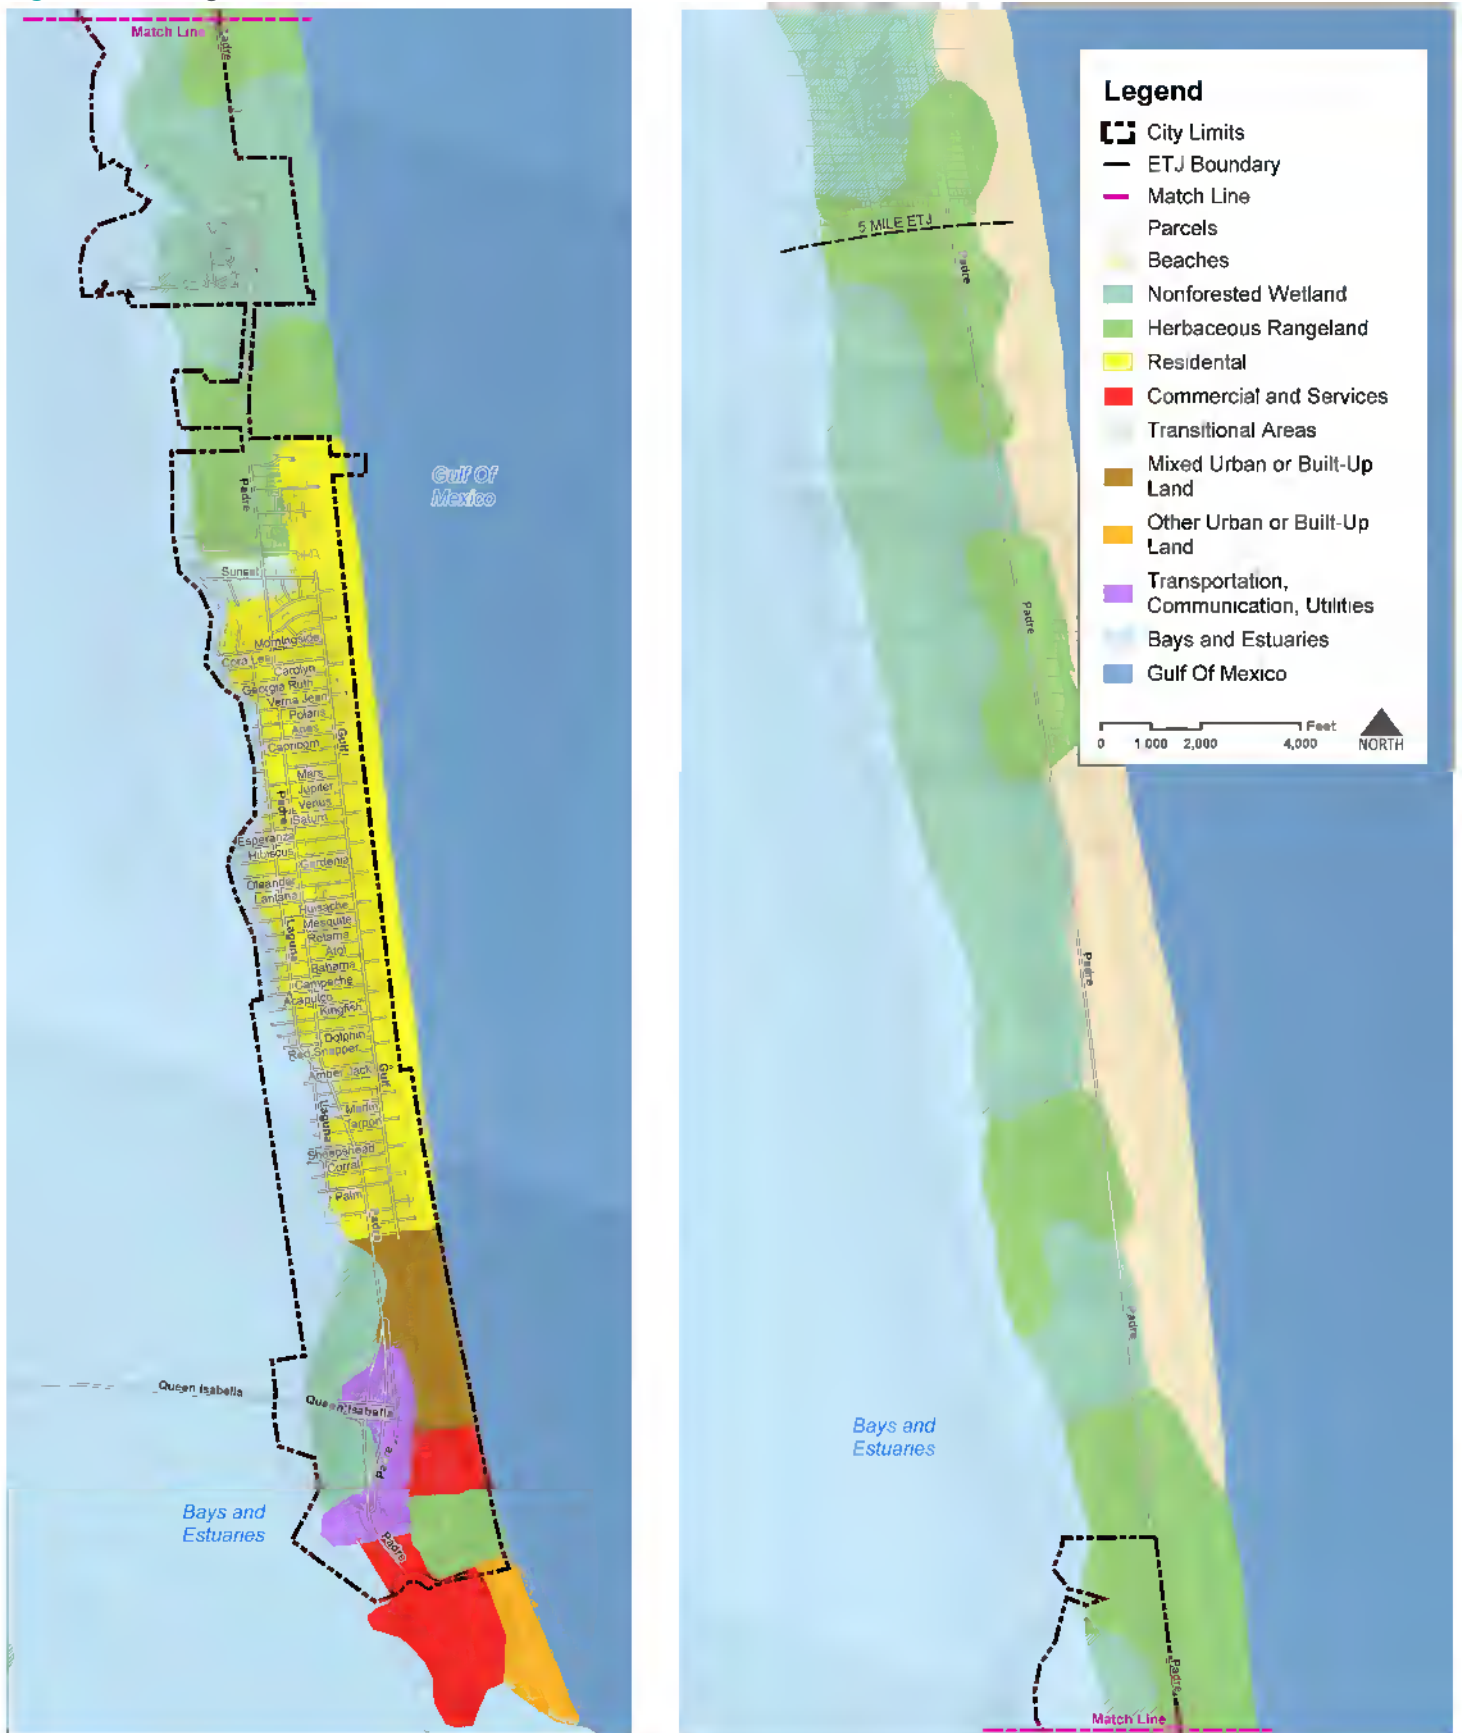 Match Line
Padre
Gulf Of
Mexico
Padre
Sunset
Morningside
Cora Lee
Carolyn
Georgia Ruth
Verna Jean
Polaris
Aries
Capricorn
Gulf
Mars
Jupiter
Padre
Venus
Saturn
Esperanza
Hibiscus
Gardenia
Oleander
Lantana
Huisache
Mesquite
Laguna
Retama
Atol
Bahama
Campeche
Acapulco
Kingfish
Dolphin
Red Snapper
Amber Jack
Gulf
Marlin
Laguna
Tarpon
Sheepshead
Corral
Palm
Padre
Queen Isabella
Queen Isabella
Bays and
Estuaries
Padre
5 MILE ETJ
Padre
Padre
Padre
Padre
Bays and
Estuaries
Padre
Match Line
Legend
City Limits
ETJ Boundary
Match Line
Parcels
Beaches
Nonforested Wetland
Herbaceous Rangeland
Residental
Commercial and Services
Transitional Areas
Mixed Urban or Built-Up
Land
Other Urban or Built-Up
Land
Transportation,
Communication, Utilities
Bays and Estuaries
Gulf Of Mexico
Feet
0 1 000 2,000 4,000
NORTH